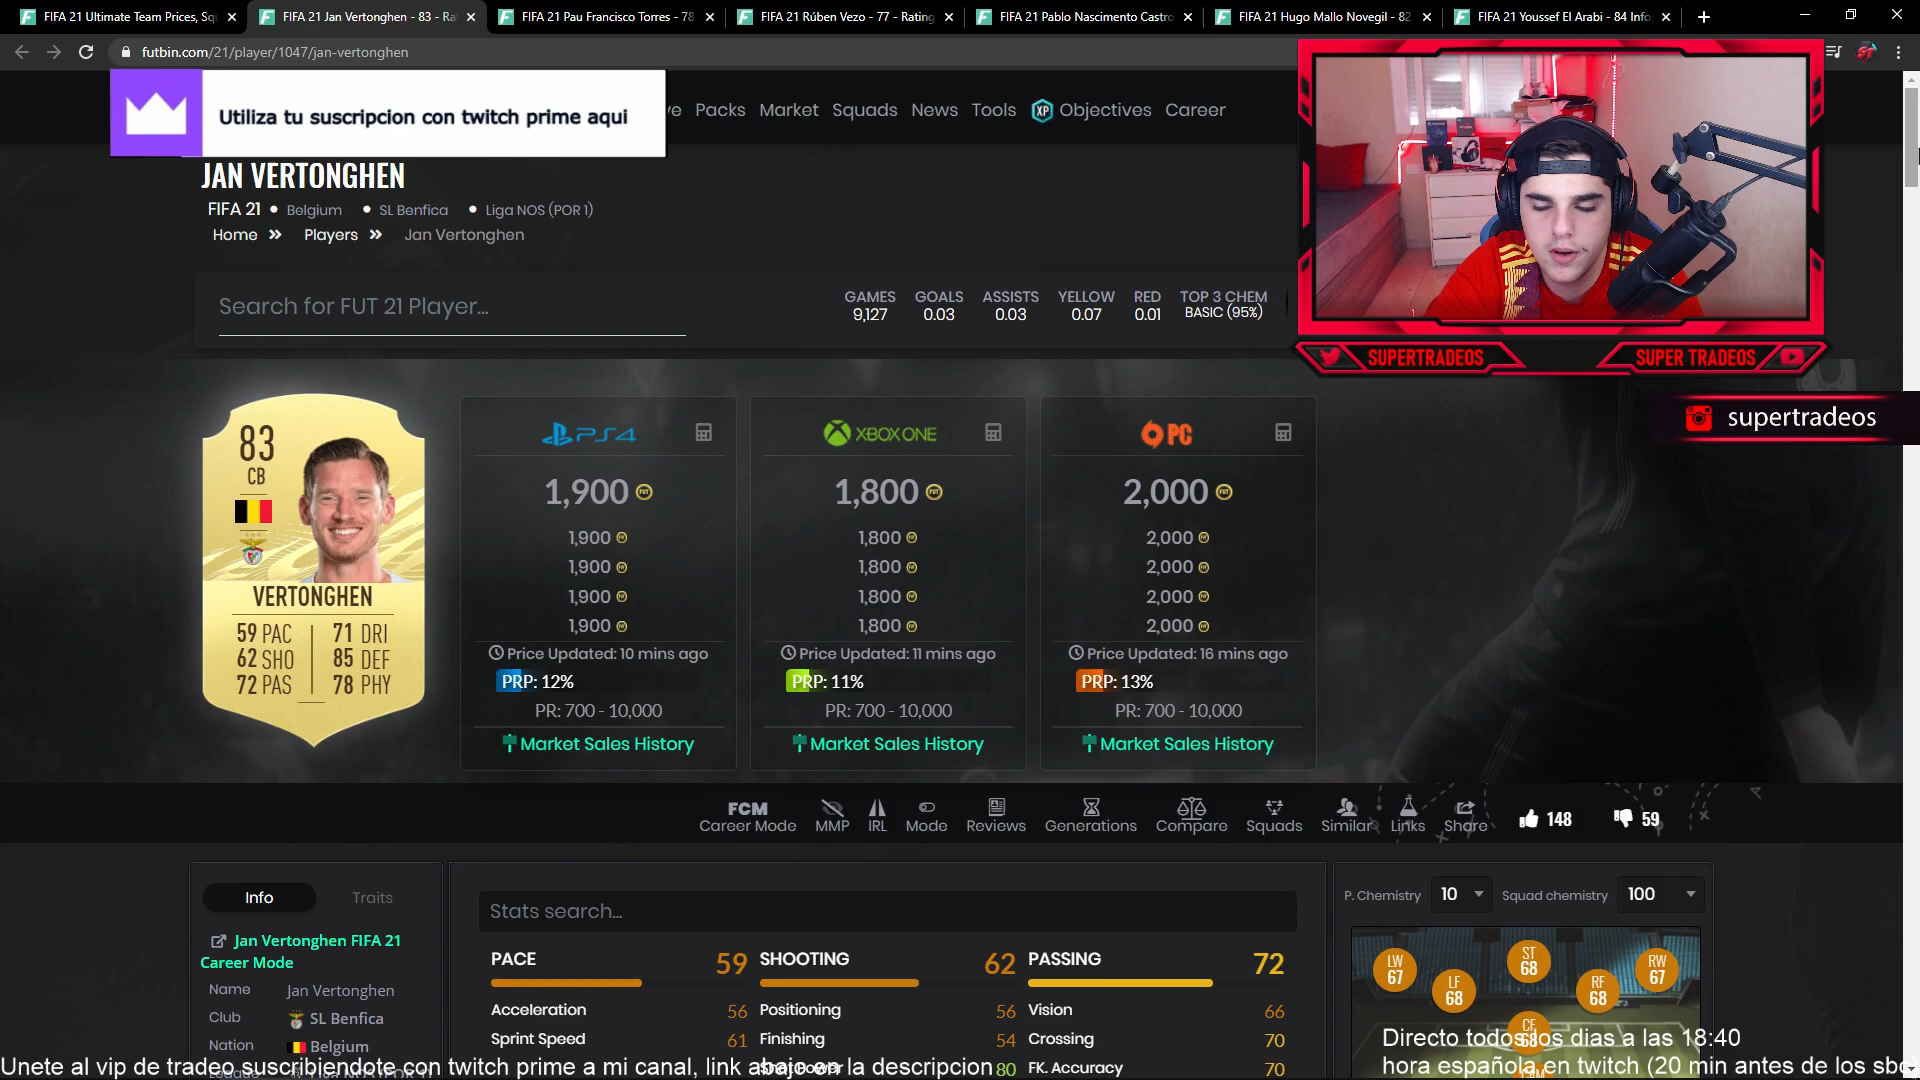 FIFA 21 Ultimate Team Prices, Squ
FIFA 21 Jan Vertonghen - 83 - Ra
FIFA 21 Pau Francisco Torres - 78
FIFA 21 Rúben Vezo - 77 - Rating
FIFA 21 Pablo Nascimento Castro
FIFA 21 Hugo Mallo Novegil - 82
FIFA 21 Youssef El Arabi - 84 Info
futbin.com/21/player/1047/jan-vertonghen
Utiliza tu suscripcion con twitch prime aqui
Packs Market Squads News Tools XP Objectives Career
JAN VERTONGHEN
FIFA 21 • Belgium • SL Benfica • Liga NOS (POR 1)
Home » Players » Jan Vertonghen
Search for FUT 21 Player...
GAMES GOALS ASSISTS YELLOW RED TOP 3 CHEM
9,127 0.03 0.03 0.07 0.01 BASIC (95%)
SUPERTRADEOS SUPER TRADEOS
supertradeos
83
CB
VERTONGHEN
59 PAC 71 DRI
62 SHO 85 DEF
72 PAS 78 PHY
PS4
1,900
1,900
1,900
1,900
1,900
Price Updated: 10 mins ago
PRP: 12%
PR: 700 - 10,000
Market Sales History
XBOX ONE
1,800
1,800
1,800
1,800
1,800
Price Updated: 11 mins ago
PRP: 11%
PR: 700 - 10,000
Market Sales History
PC
2,000
2,000
2,000
2,000
2,000
Price Updated: 16 mins ago
PRP: 13%
PR: 700 - 10,000
Market Sales History
FCM
Career Mode MMP IRL Mode Reviews Generations Compare Squads Similar Links Share 148 59
Info Traits
Jan Vertonghen FIFA 21
Career Mode
Name Jan Vertonghen
Club SL Benfica
Nation Belgium
Stats search...
PACE 59 SHOOTING 62 PASSING 72
Acceleration 56 Positioning 56 Vision 66
Sprint Speed 61 Finishing 54 Crossing 70
80 FK. Accuracy 70
P. Chemistry 10 Squad chemistry 100
LW 67
LF 68
ST 68
RF 68
RW 67
CF 68
Directo todos los dias a las 18:40
hora española en twitch (20 min antes de los sbc
Unete al vip de tradeo suscribiendote con twitch prime a mi canal, link abajo en la descripcion